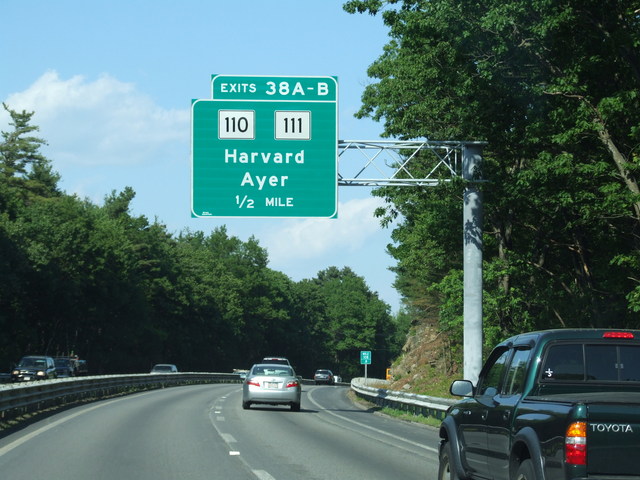 EXITS 38A-B
110 111
Harvard
Ayer
1/2 MILE
TOYOTA